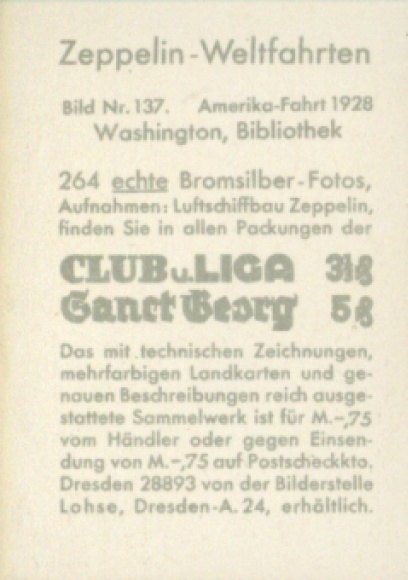 Zeppelin-Weltfahrten
Bild Nr. 137. Amerika-Fahrt 1928
Washington, Bibliothek
264 echte Bromsilber-Fotos,
Aufnahmen: Luftschiffbau Zeppelin,
finden Sie in allen Packungen der
CLUB u. LIGA 3⅓₰
Sanct Georg 5₰
Das mit technischen Zeichnungen,
mehrfarbigen Landkarten und ge-
nauen Beschreibungen reich ausge-
stattete Sammelwerk ist für M.-,75
vom Händler oder gegen Einsen-
dung von M.-,75 auf Postscheckkto.
Dresden 28893 von der Bilderstelle
Lohse, Dresden-A. 24, erhältlich.